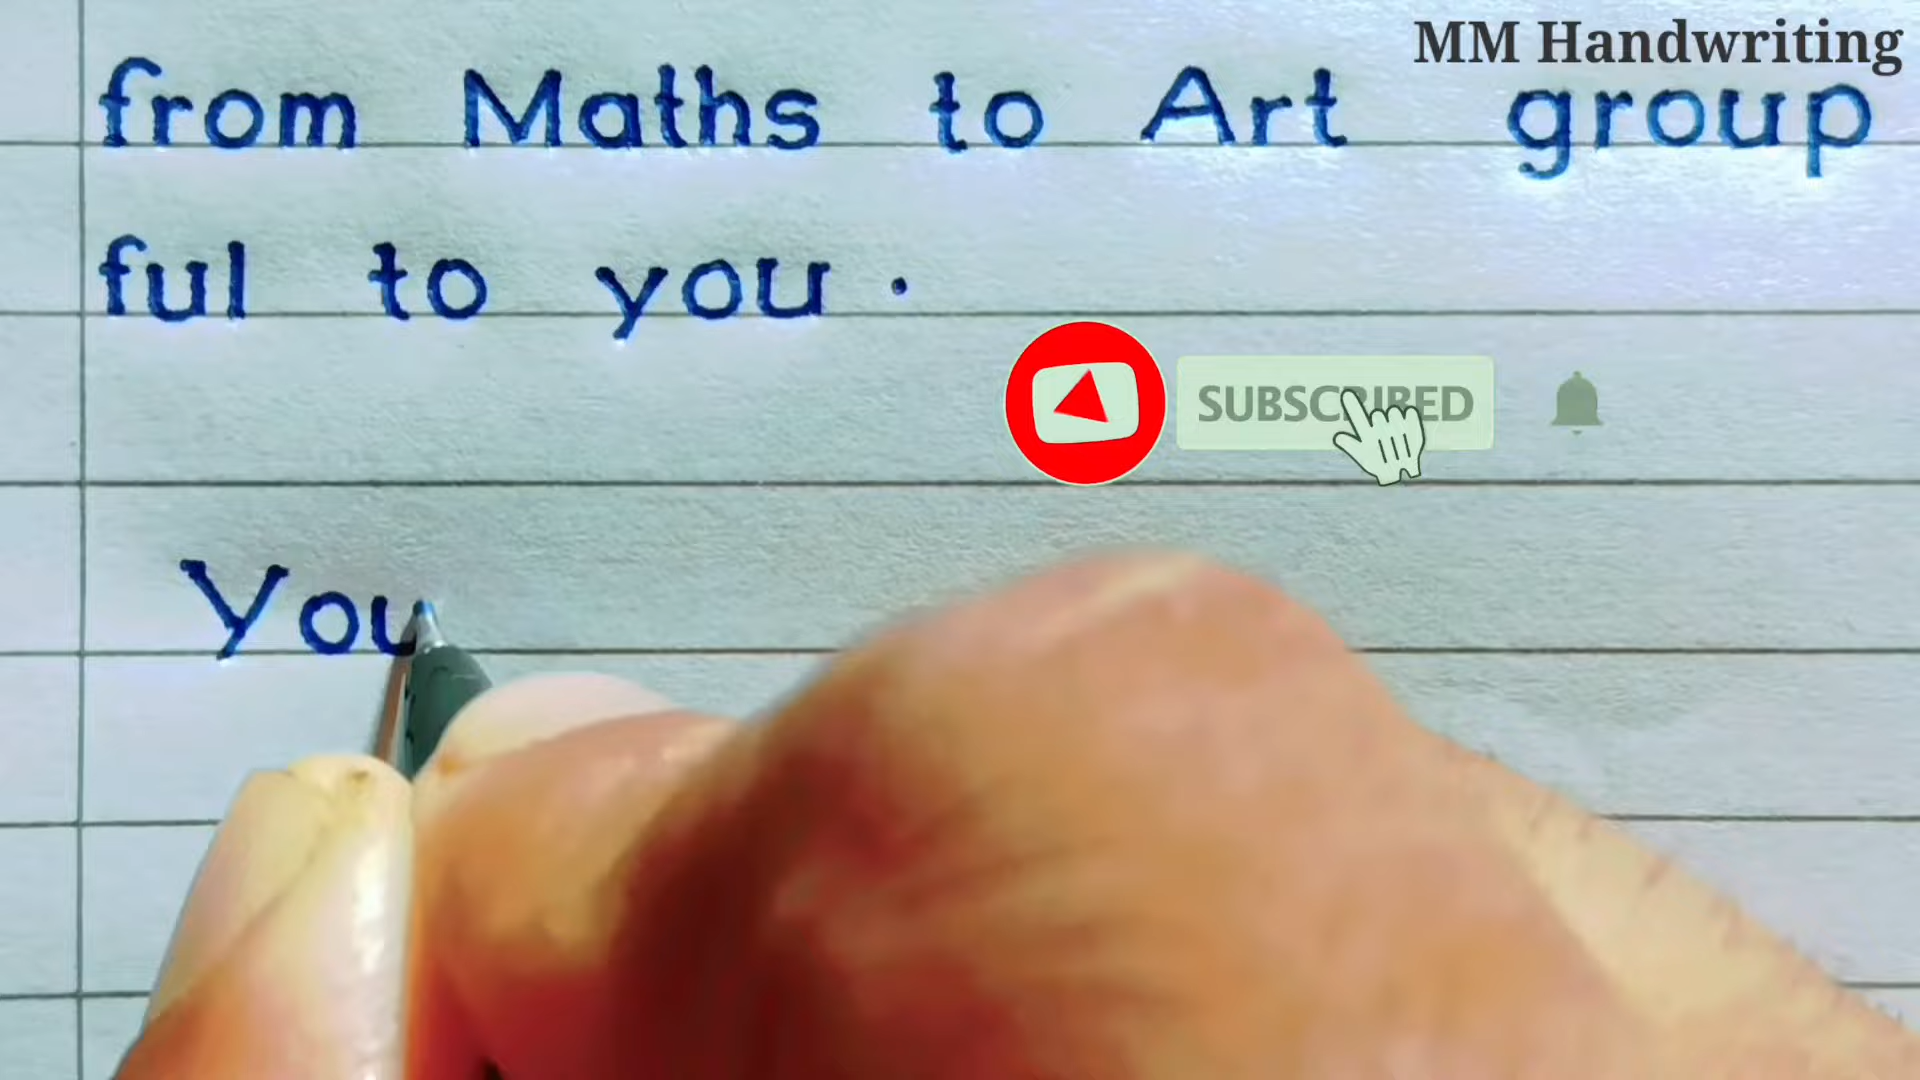 MM Handwriting
from Maths to Art group
ful to you.
SUBSCRIBED
You